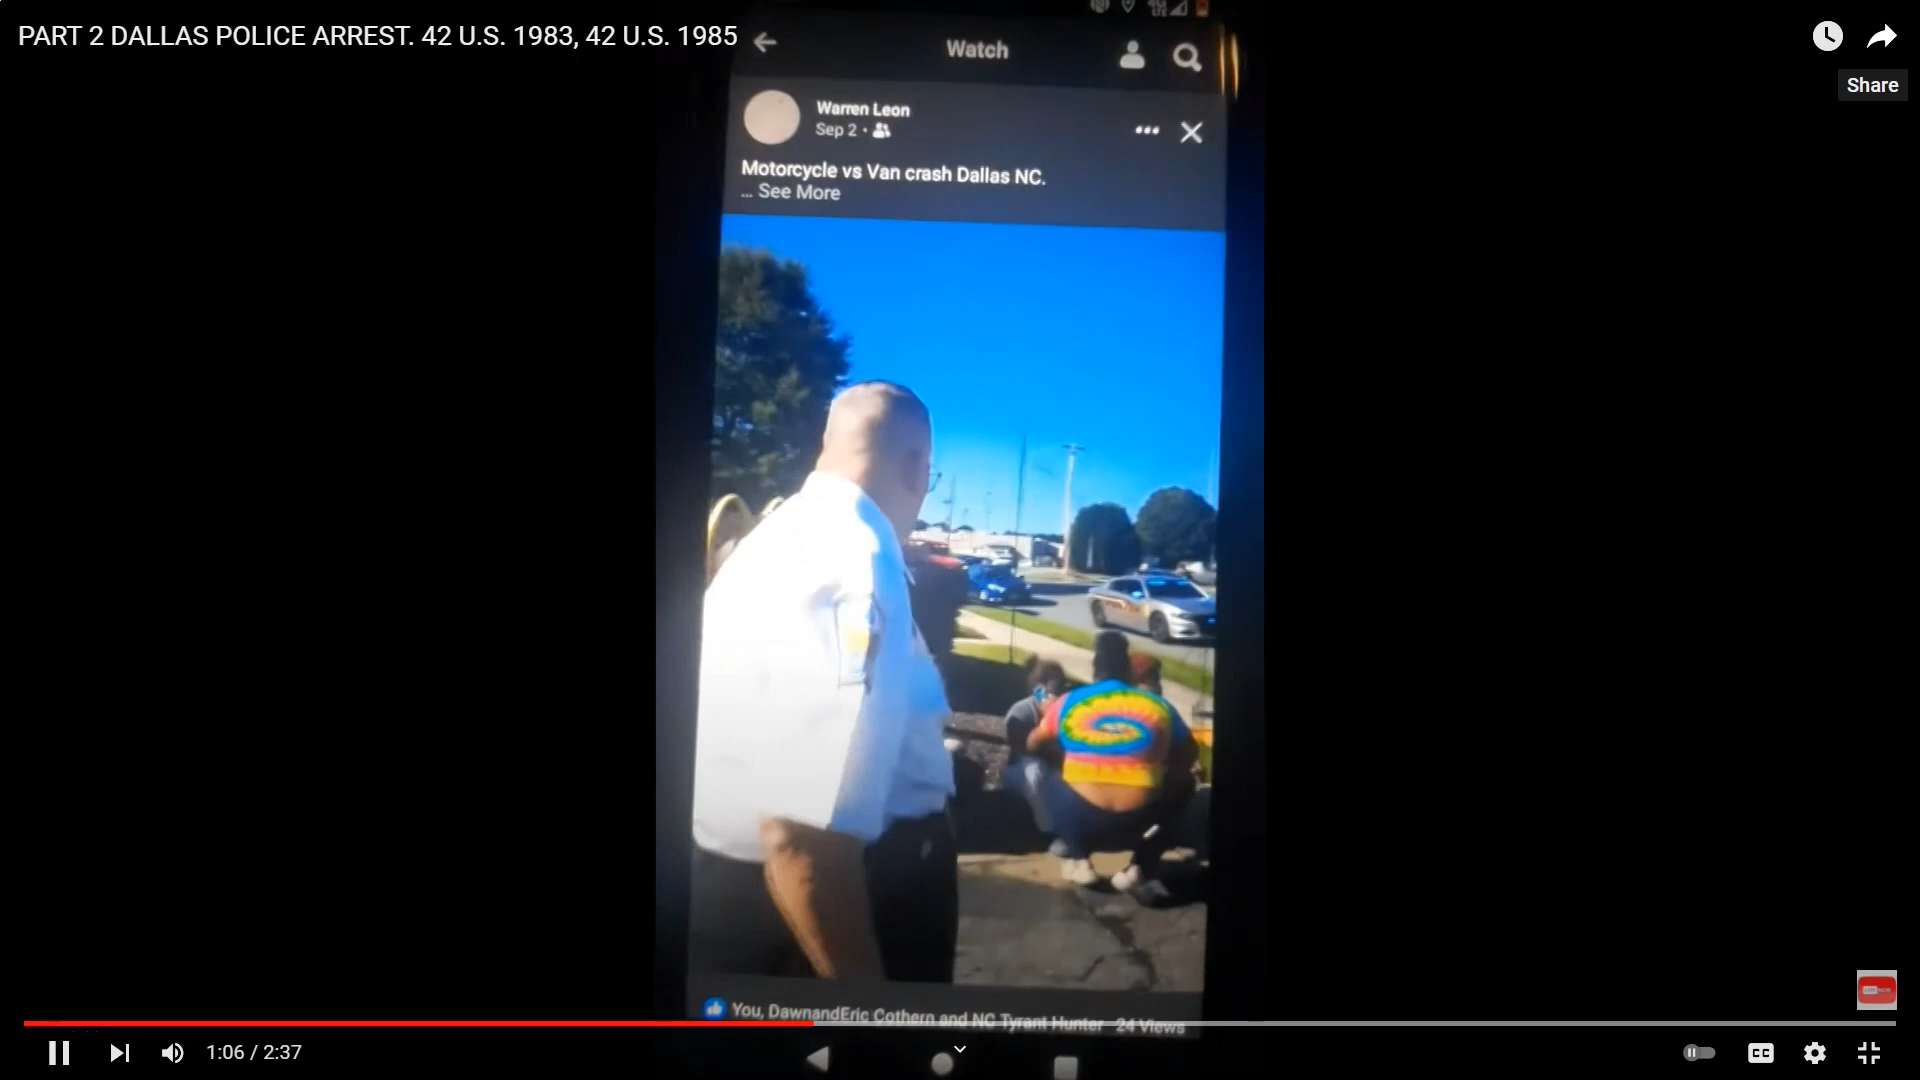 PART 2 DALLAS POLICE ARREST. 42 U.S. 1983, 42 U.S. 1985
Watch
Share
Warren Leon
Sep 2
Motorcycle vs Van crash Dallas NC.
... See More
You, DawnandEric Cothern and NC Tyrant Hunter 24 Views
1:06 / 2:37
CC